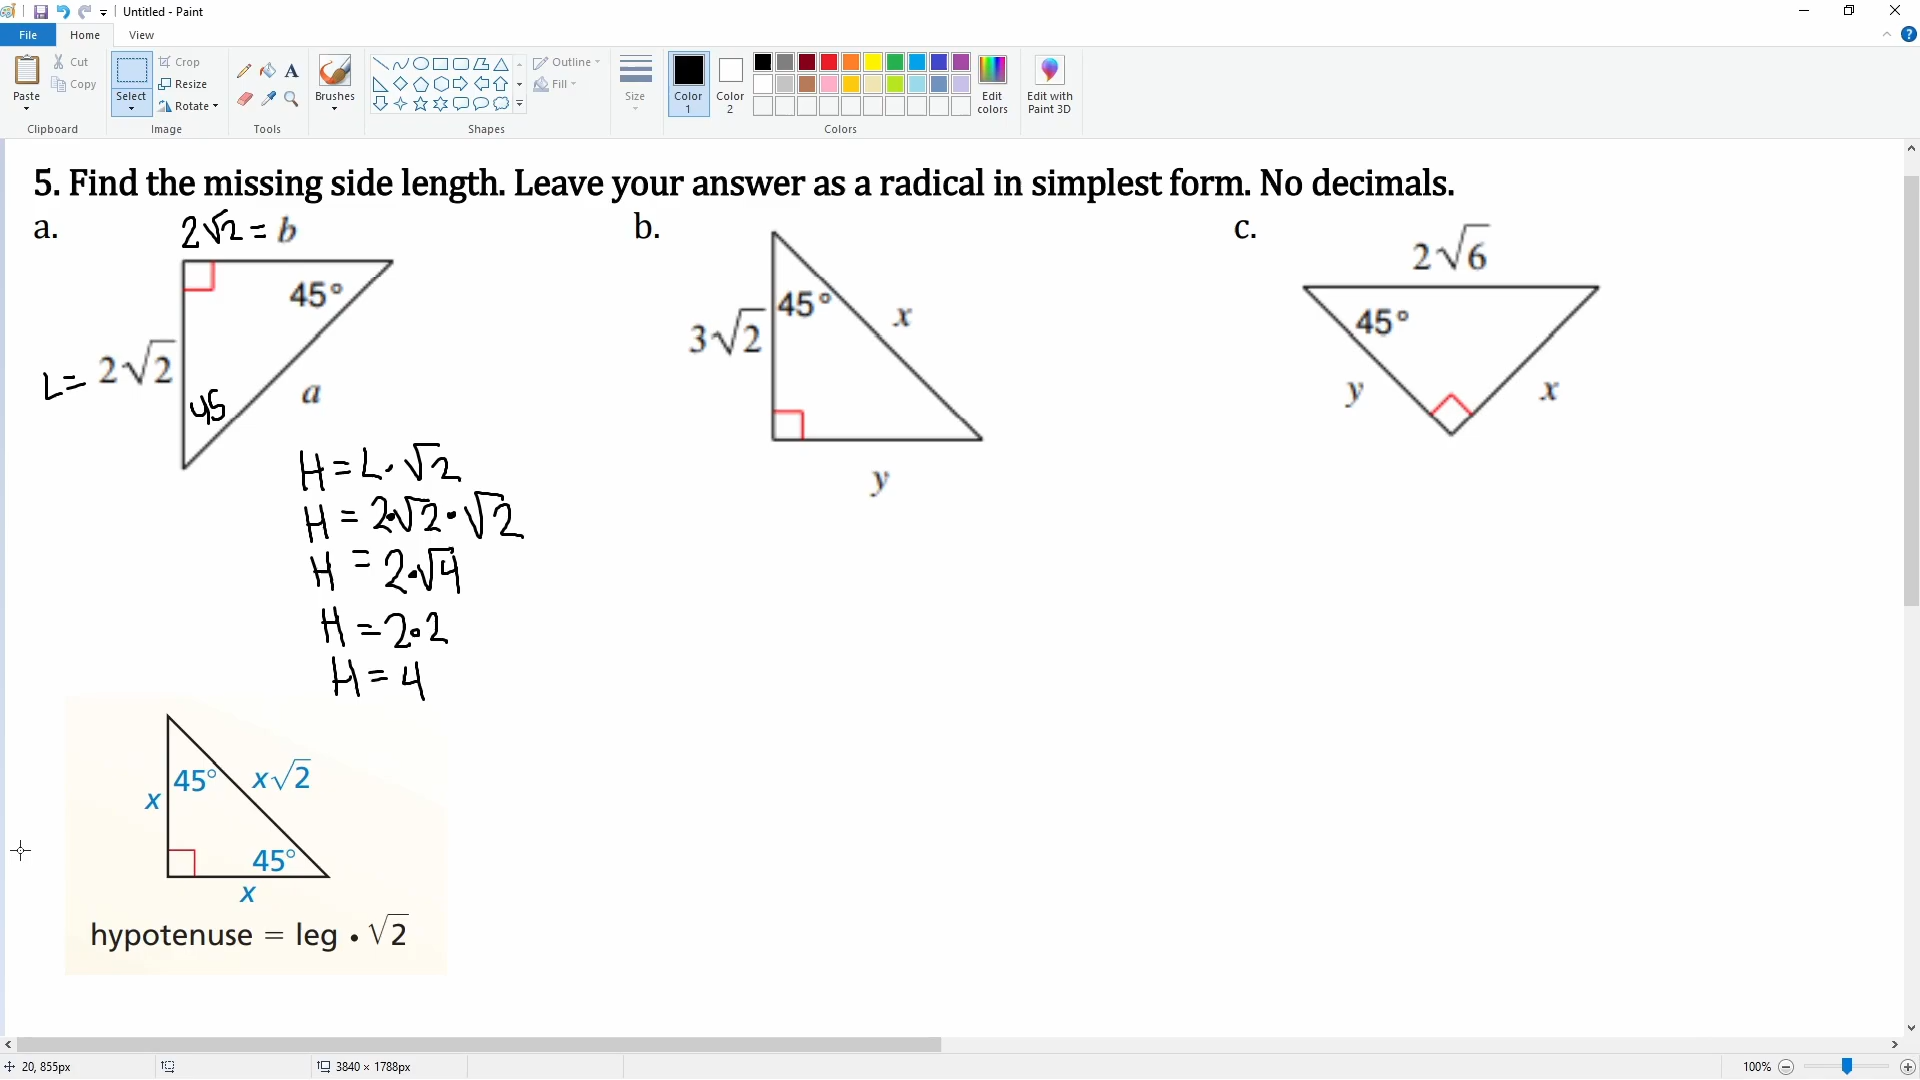 Untitled - Paint
File Home View
Paste
Cut
Copy
Clipboard
Select
Crop
Resize
Rotate
Image
A
Tools
Brushes
Shapes
Outline
Fill
Size
Color 1
Color 2
Colors
Edit colors
Edit with Paint 3D
5. Find the missing side length. Leave your answer as a radical in simplest form. No decimals.
a.
2√2 = b
45°
L = 2√2
45
a
H = L · √2
H = 2·√2 · √2
H = 2·√4
H = 2·2
H = 4
b.
45°
3√2
x
y
c.
2√6
45°
y
x
45°
x√2
x
45°
x
hypotenuse = leg • √2
20, 855px
3840 × 1788px
100%